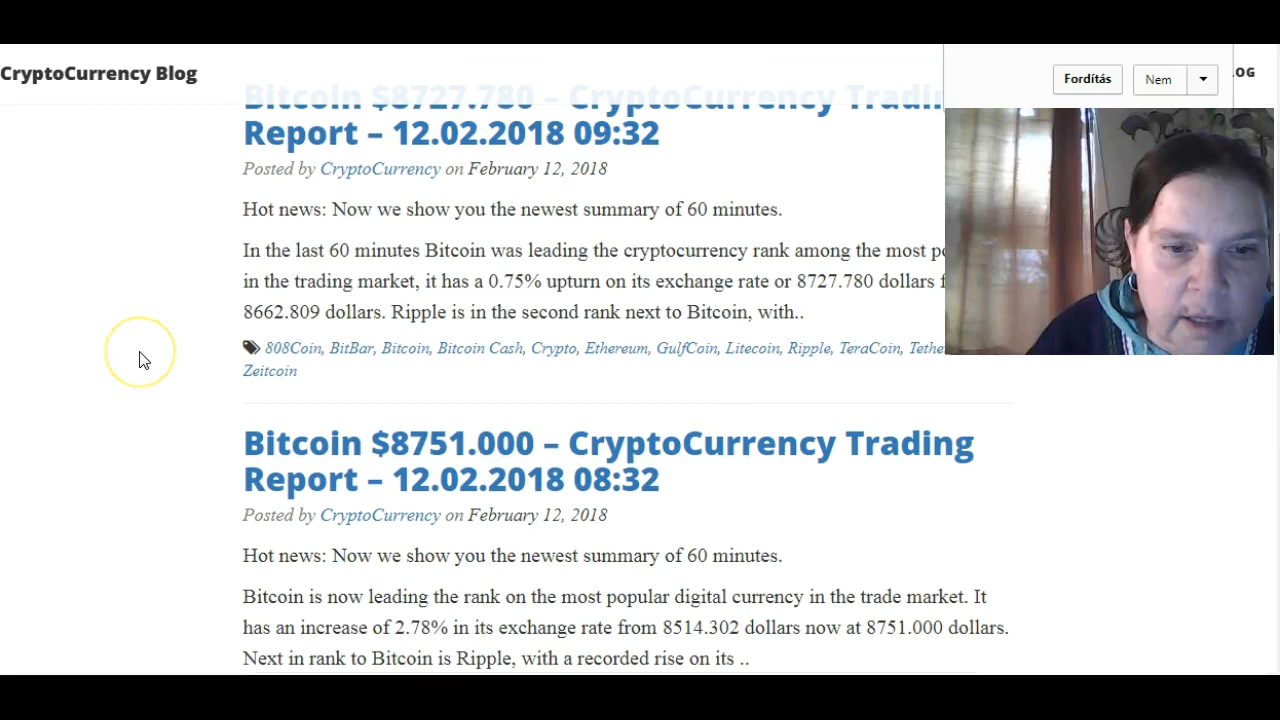 CryptoCurrency Blog
Fordítás
Nem
OG
Bitcoin $8727.780 – CryptoCurrency Tradin
Report – 12.02.2018 09:32
Posted by CryptoCurrency on February 12, 2018
Hot news: Now we show you the newest summary of 60 minutes.
In the last 60 minutes Bitcoin was leading the cryptocurrency rank among the most po
in the trading market, it has a 0.75% upturn on its exchange rate or 8727.780 dollars f
8662.809 dollars. Ripple is in the second rank next to Bitcoin, with..
808Coin, BitBar, Bitcoin, Bitcoin Cash, Crypto, Ethereum, GulfCoin, Litecoin, Ripple, TeraCoin, Tethe
Zeitcoin
Bitcoin $8751.000 – CryptoCurrency Trading
Report – 12.02.2018 08:32
Posted by CryptoCurrency on February 12, 2018
Hot news: Now we show you the newest summary of 60 minutes.
Bitcoin is now leading the rank on the most popular digital currency in the trade market. It
has an increase of 2.78% in its exchange rate from 8514.302 dollars now at 8751.000 dollars.
Next in rank to Bitcoin is Ripple, with a recorded rise on its ..